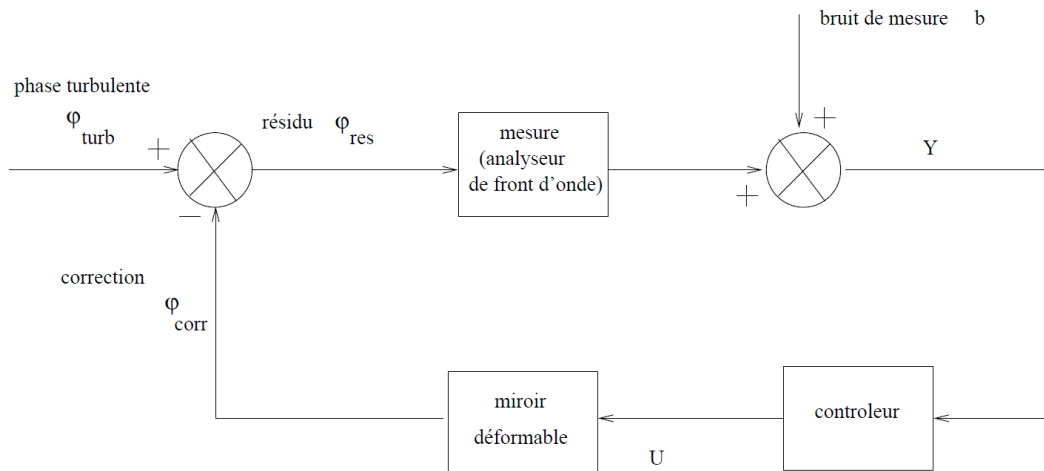 bruit de mesure b
phase turbulente
φ turb
+
résidu φ res
mesure
(analyseur
de front d'onde)
+
+
Y
−
correction
φ corr
miroir
déformable
U
controleur